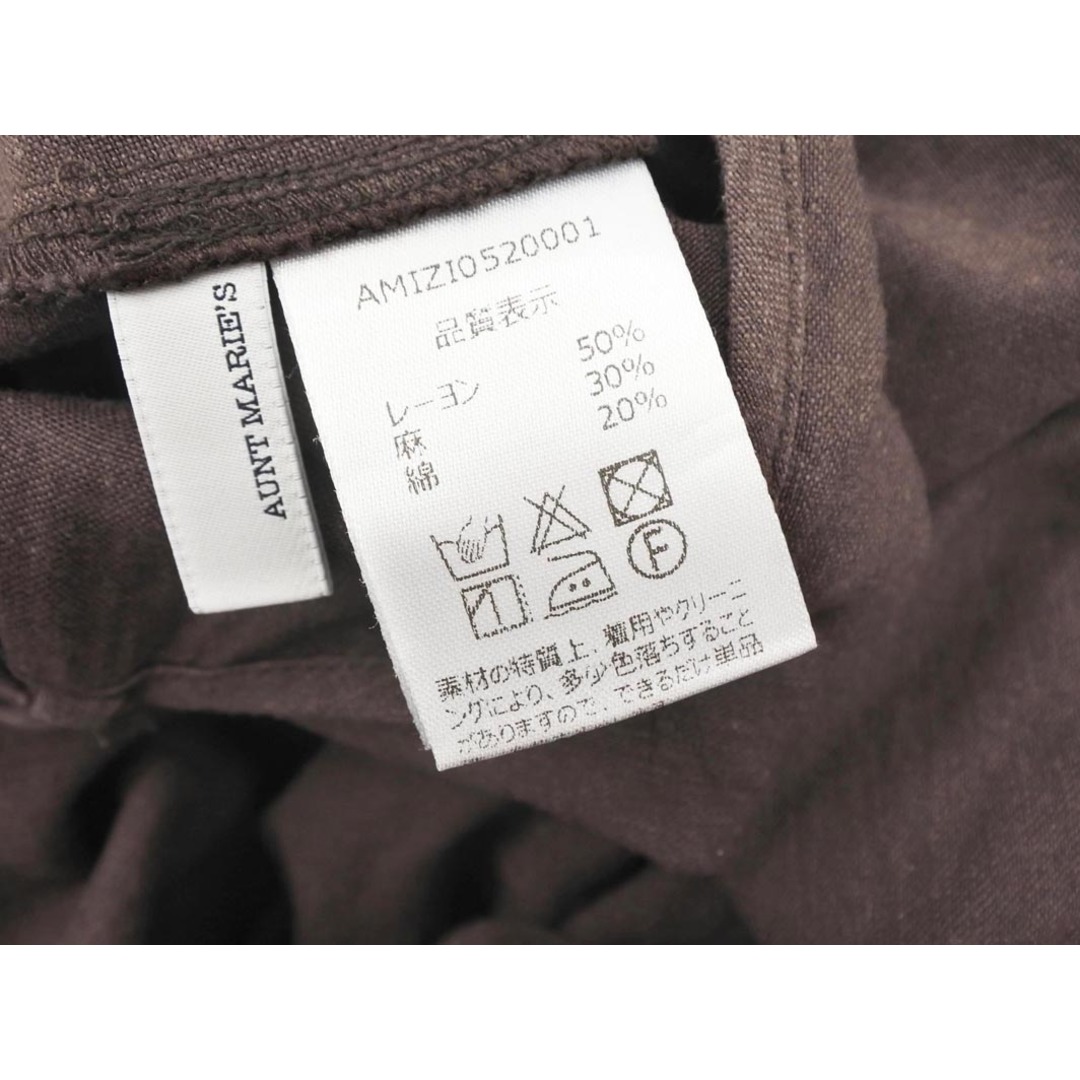 AUNT MARIE'S
AMIZI0520001
品質表示
レーヨン 50%
麻 30%
綿 20%
F
素材の特質上、着用やクリーニ
ングにより、多少色落ちすること
がありますので、できるだけ単品